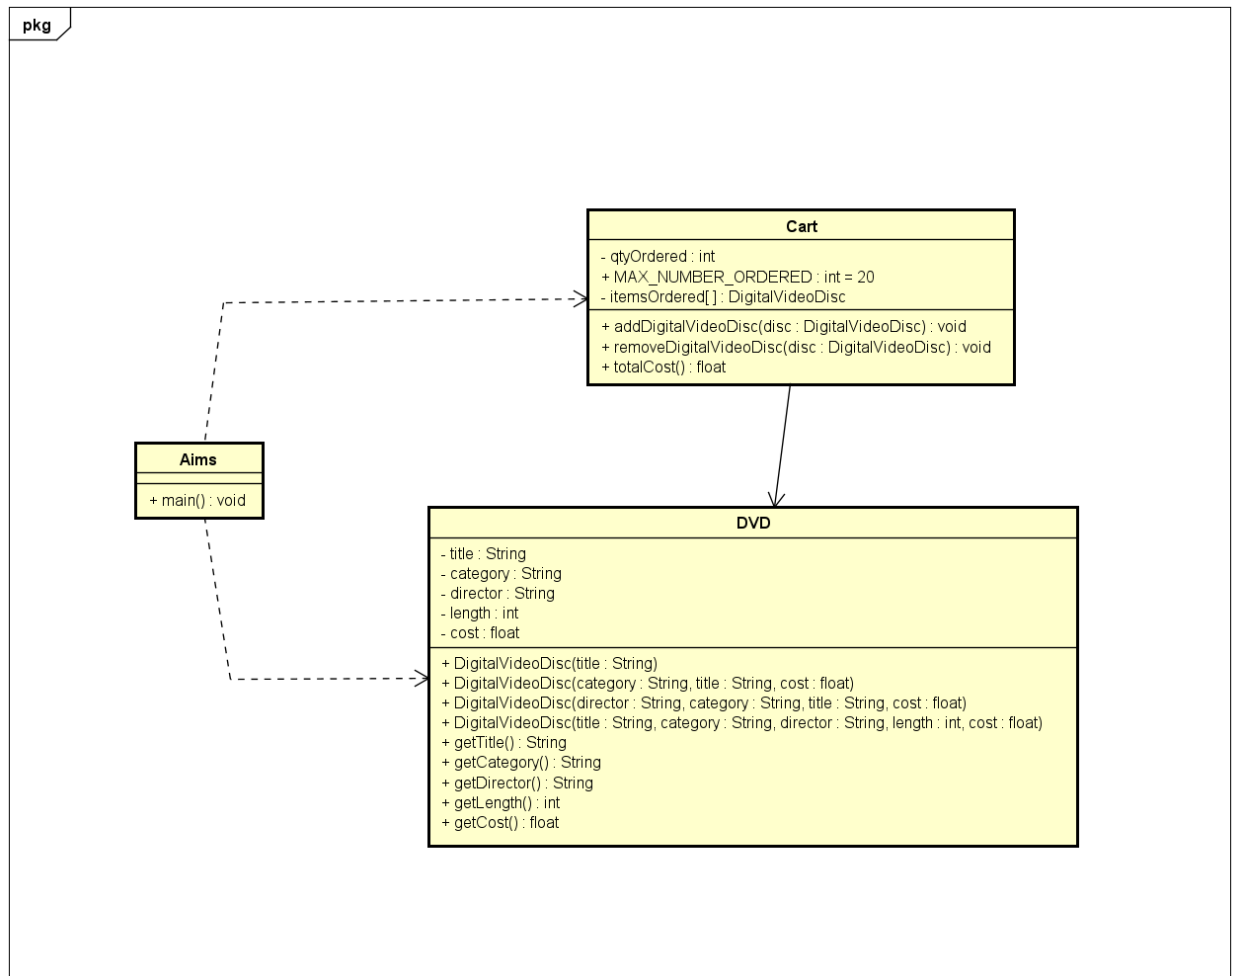 pkg
Cart
- qtyOrdered : int
+ MAX_NUMBER_ORDERED : int = 20
- itemsOrdered[ ] : DigitalVideoDisc
+ addDigitalVideoDisc(disc : DigitalVideoDisc) : void
+ removeDigitalVideoDisc(disc : DigitalVideoDisc) : void
+ totalCost() : float
Aims
+ main() : void
DVD
- title : String
- category : String
- director : String
- length : int
- cost : float
+ DigitalVideoDisc(title : String)
+ DigitalVideoDisc(category : String, title : String, cost : float)
+ DigitalVideoDisc(director : String, category : String, title : String, cost : float)
+ DigitalVideoDisc(title : String, category : String, director : String, length : int, cost : float)
+ getTitle() : String
+ getCategory() : String
+ getDirector() : String
+ getLength() : int
+ getCost() : float